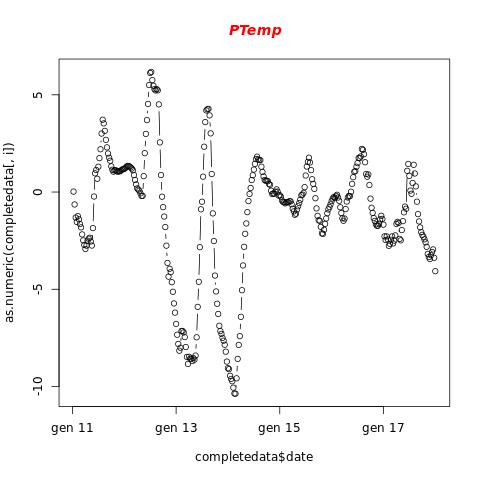 PTemp
as.numeric(completedata[, i])
5
0
-5
-10
gen 11
gen 13
gen 15
gen 17
completedata$date